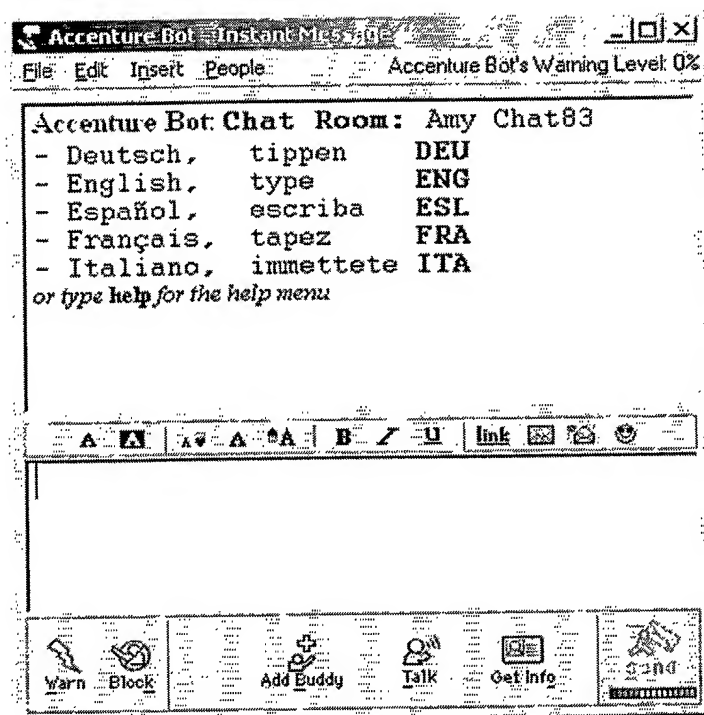 Accenture Bot - Instant Message
File Edit Insert People Accenture Bot's Warning Level: 0%
Accenture Bot: Chat Room: Amy Chat83
- Deutsch, tippen DEU
- English, type ENG
- Español, escriba ESL
- Français, tapez FRA
- Italiano, immettete ITA
or type help for the help menu
A A A A A B I U link
Warn Block Add Buddy Talk Get Info Send